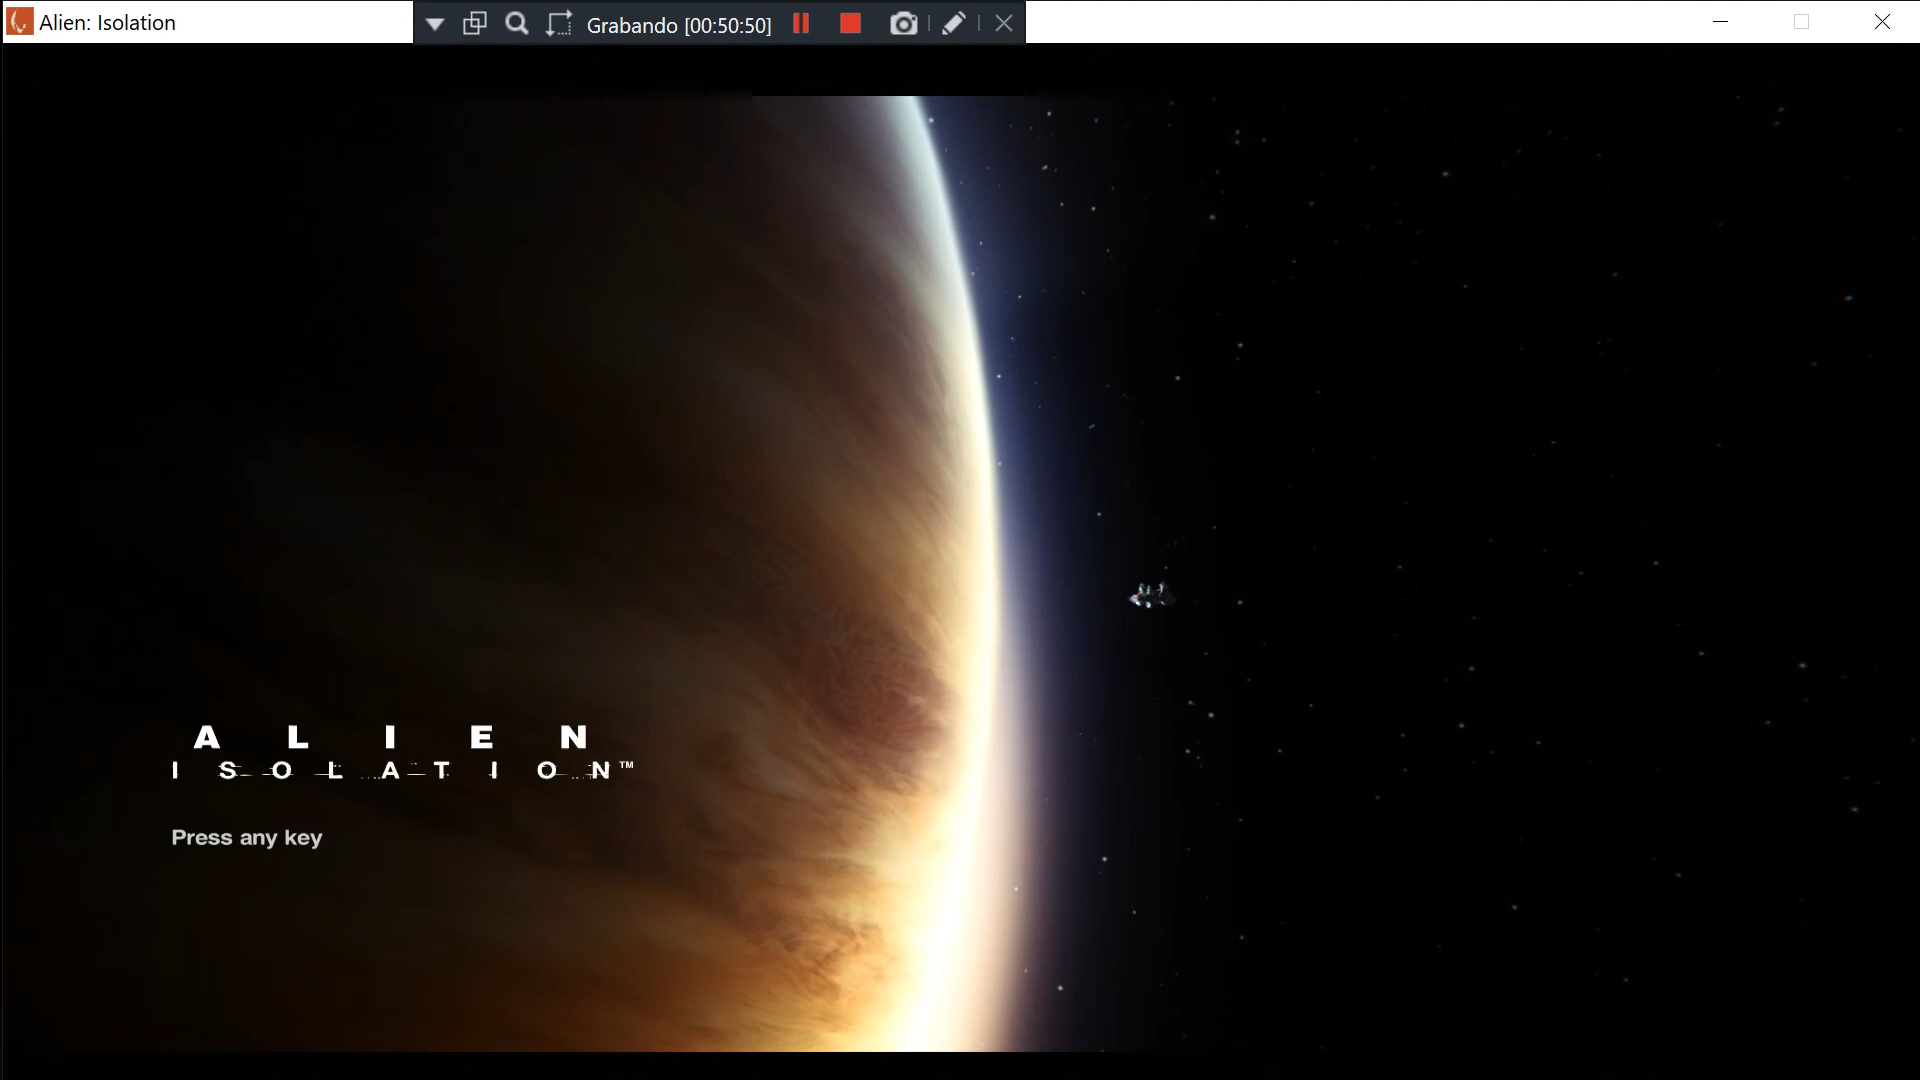 Alien: Isolation
Grabando [00:50:50]
A L I E N
I S O L A T I O N™
Press any key